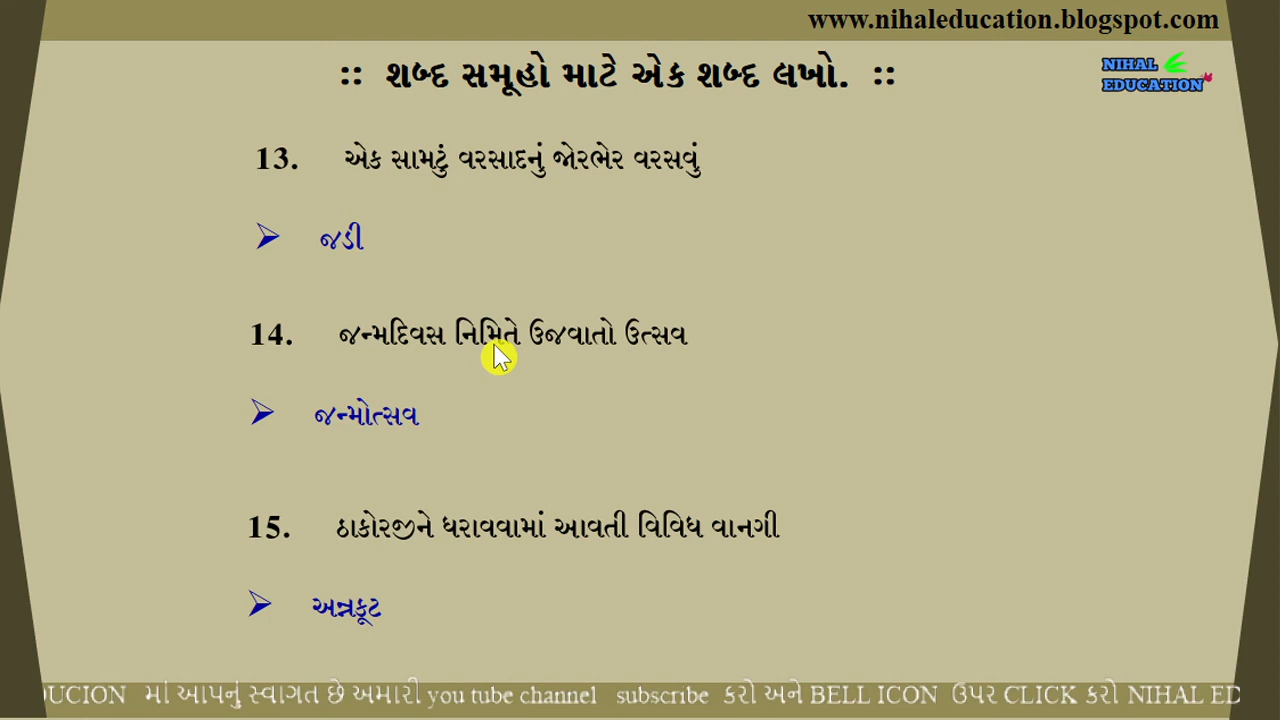 www.nihaleducation.blogspot.com
:: શબ્દ સમૂહો માટે એક શબ્દ લખો. ::
NIHAL
EDUCATION
13. એક સામટું વરસાદનું જોરભેર વરસવું
➢ જડી
14. જન્મદિવસ નિમિતે ઉજવાતો ઉત્સવ
➢ જન્મોત્સવ
15. ઠાકોરજીને ધરાવવામાં આવતી વિવિધ વાનગી
➢ અન્નકૂટ
DUCION માં આપનું સ્વાગત છે અમારી you tube channel subscribe કરો અને BELL ICON ઉપર CLICK કરો NIHAL ED